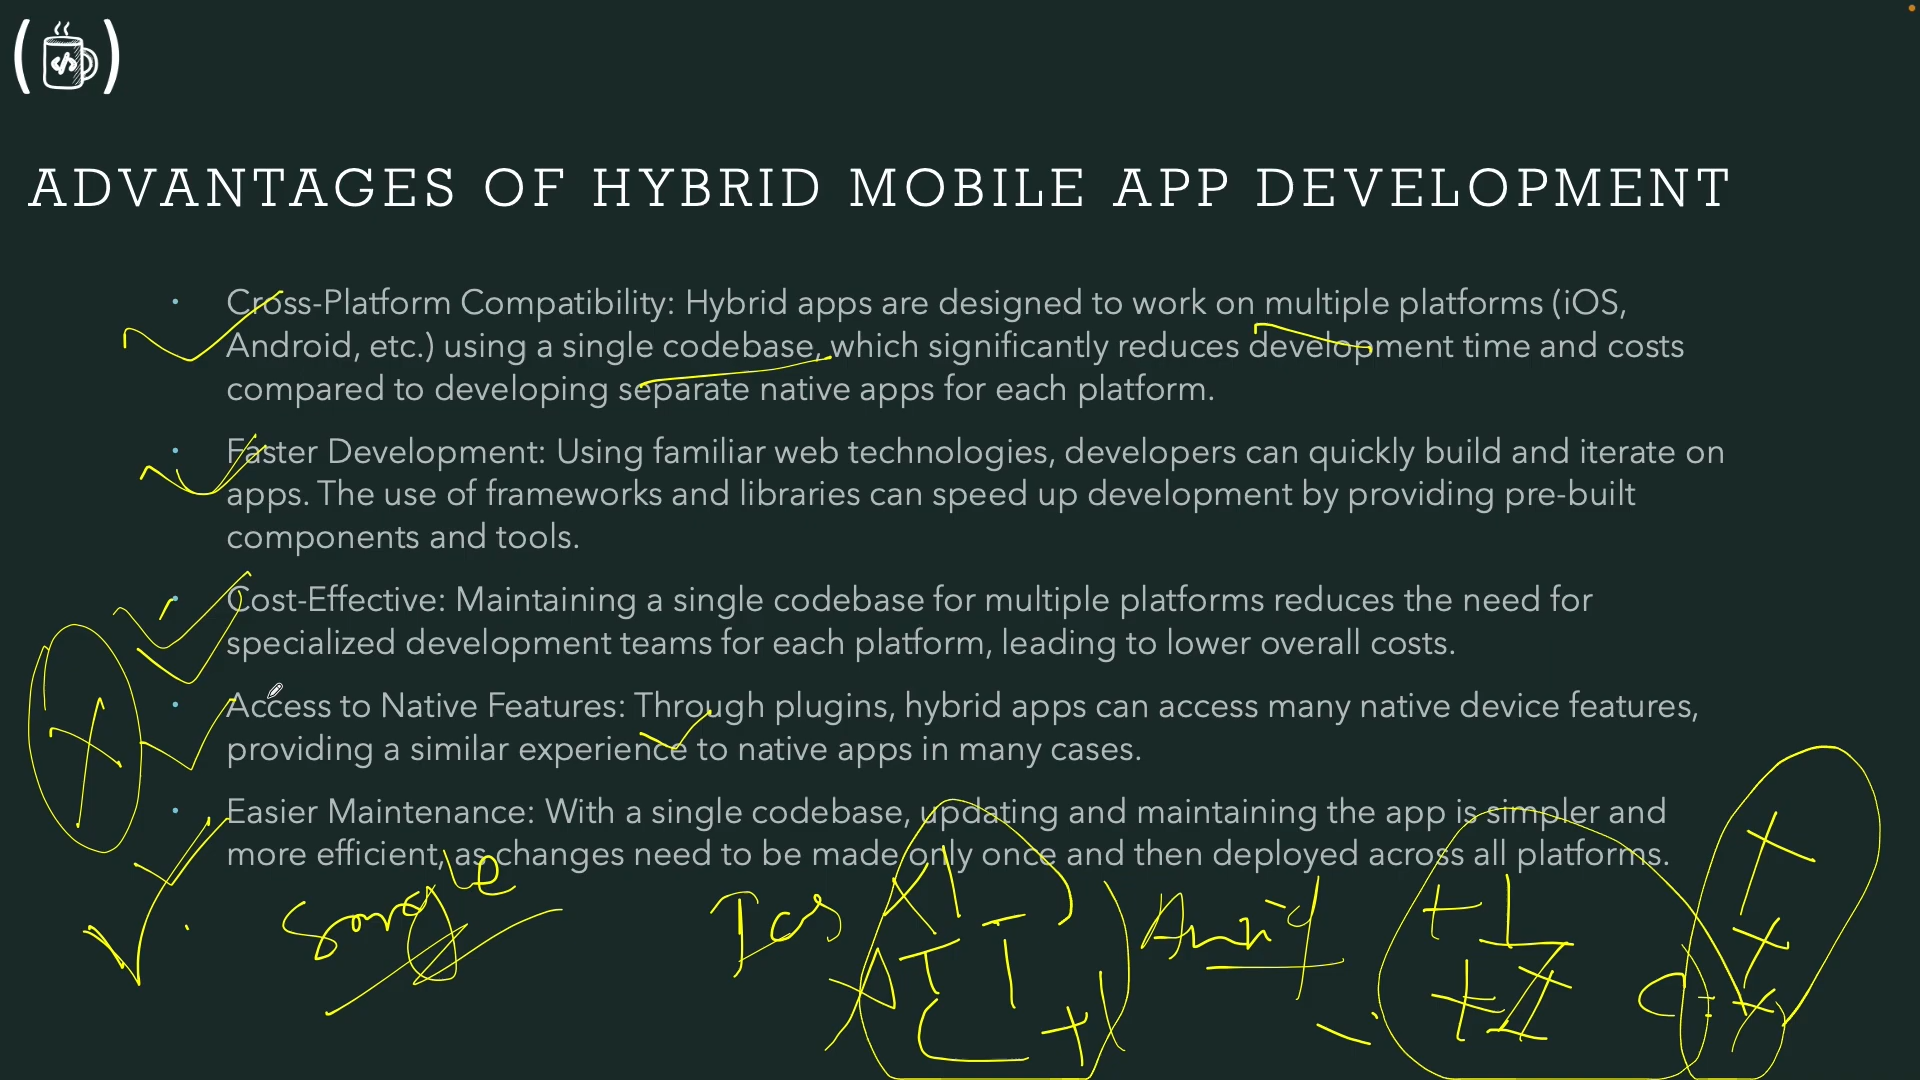 </>
ADVANTAGES OF HYBRID MOBILE APP DEVELOPMENT
• Cross-Platform Compatibility: Hybrid apps are designed to work on multiple platforms (iOS,
Android, etc.) using a single codebase, which significantly reduces development time and costs
compared to developing separate native apps for each platform.
• Faster Development: Using familiar web technologies, developers can quickly build and iterate on
apps. The use of frameworks and libraries can speed up development by providing pre-built
components and tools.
• Cost-Effective: Maintaining a single codebase for multiple platforms reduces the need for
specialized development teams for each platform, leading to lower overall costs.
• Access to Native Features: Through plugins, hybrid apps can access many native device features,
providing a similar experience to native apps in many cases.
• Easier Maintenance: With a single codebase, updating and maintaining the app is simpler and
more efficient, as changes need to be made only once and then deployed across all platforms.
Ios